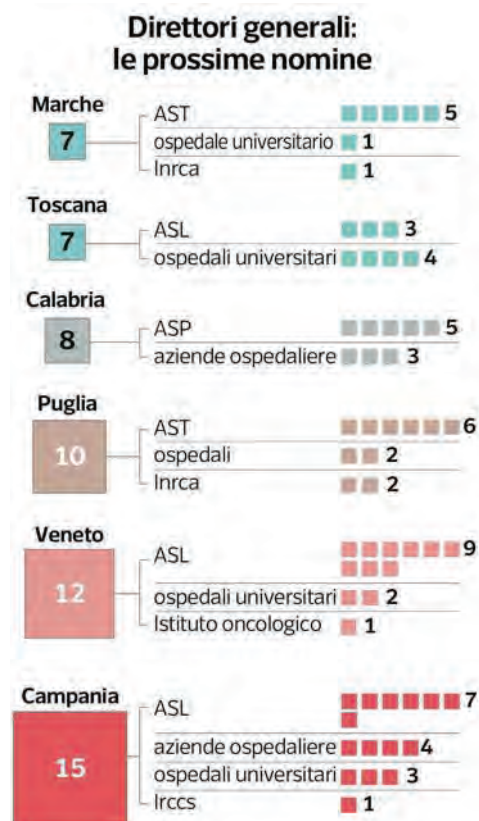 Direttori generali:
le prossime nomine
Marche
7
AST 5
ospedale universitario 1
Inrca 1
Toscana
7
ASL 3
ospedali universitari 4
Calabria
8
ASP 5
aziende ospedaliere 3
Puglia
10
AST 6
ospedali 2
Inrca 2
Veneto
12
ASL 9
ospedali universitari 2
Istituto oncologico 1
Campania
15
ASL 7
aziende ospedaliere 4
ospedali universitari 3
Irccs 1